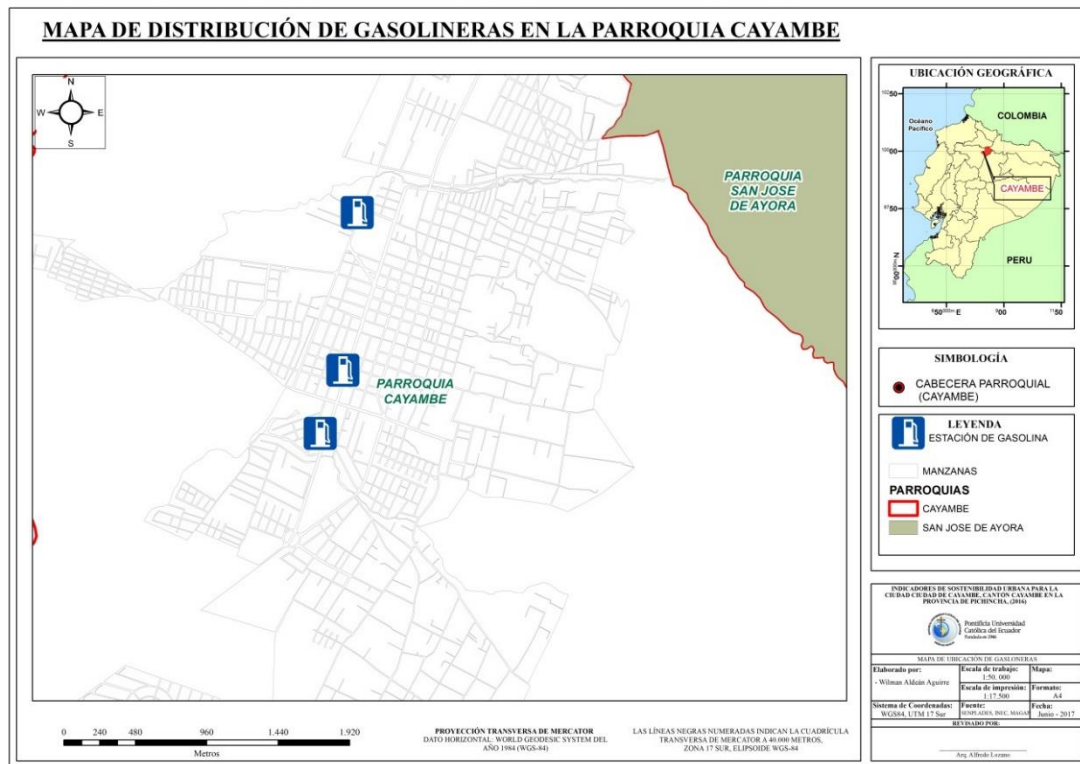 MAPA DE DISTRIBUCIÓN DE GASOLINERAS EN LA PARROQUIA CAYAMBE
N
W
E
S
PARROQUIA
SAN JOSE
DE AYORA
PARROQUIA
CAYAMBE
0 240 480 960 1.440 1.920
Metros
PROYECCIÓN TRANSVERSA DE MERCATOR
DATO HORIZONTAL: WORLD GEODESIC SYSTEM DEL
AÑO 1984 (WGS-84)
LAS LÍNEAS NEGRAS NUMERADAS INDICAN LA CUADRÍCULA
TRANSVERSA DE MERCATOR A 40.000 METROS,
ZONA 17 SUR, ELIPSOIDE WGS-84
UBICACIÓN GEOGRÁFICA
COLOMBIA
Océano
Pacífico
CAYAMBE
PERU
SIMBOLOGÍA
CABECERA PARROQUIAL
(CAYAMBE)
LEYENDA
ESTACIÓN DE GASOLINA
MANZANAS
PARROQUIAS
CAYAMBE
SAN JOSE DE AYORA
INDICADORES DE SOSTENIBILIDAD URBANA PARA LA
CIUDAD CIUDAD DE CAYAMBE, CANTÓN CAYAMBE EN LA
PROVINCIA DE PICHINCHA, (2016)
Pontificia Universidad
Católica del Ecuador
MAPA DE UBICACIÓN DE GASLONERAS
Elaborado por:
- Wilman Aldeán Aguirre
Escala de trabajo:
1:50. 000
Mapa:
Escala de impresión:
1:17.500
Formato:
A4
Sistema de Coordenadas:
WGS84, UTM 17 Sur
Fuente:
SENPLADES, INEC, MAGAP
Fecha:
Junio - 2017
REVISADO POR:
Arq. Alfredo Lozano